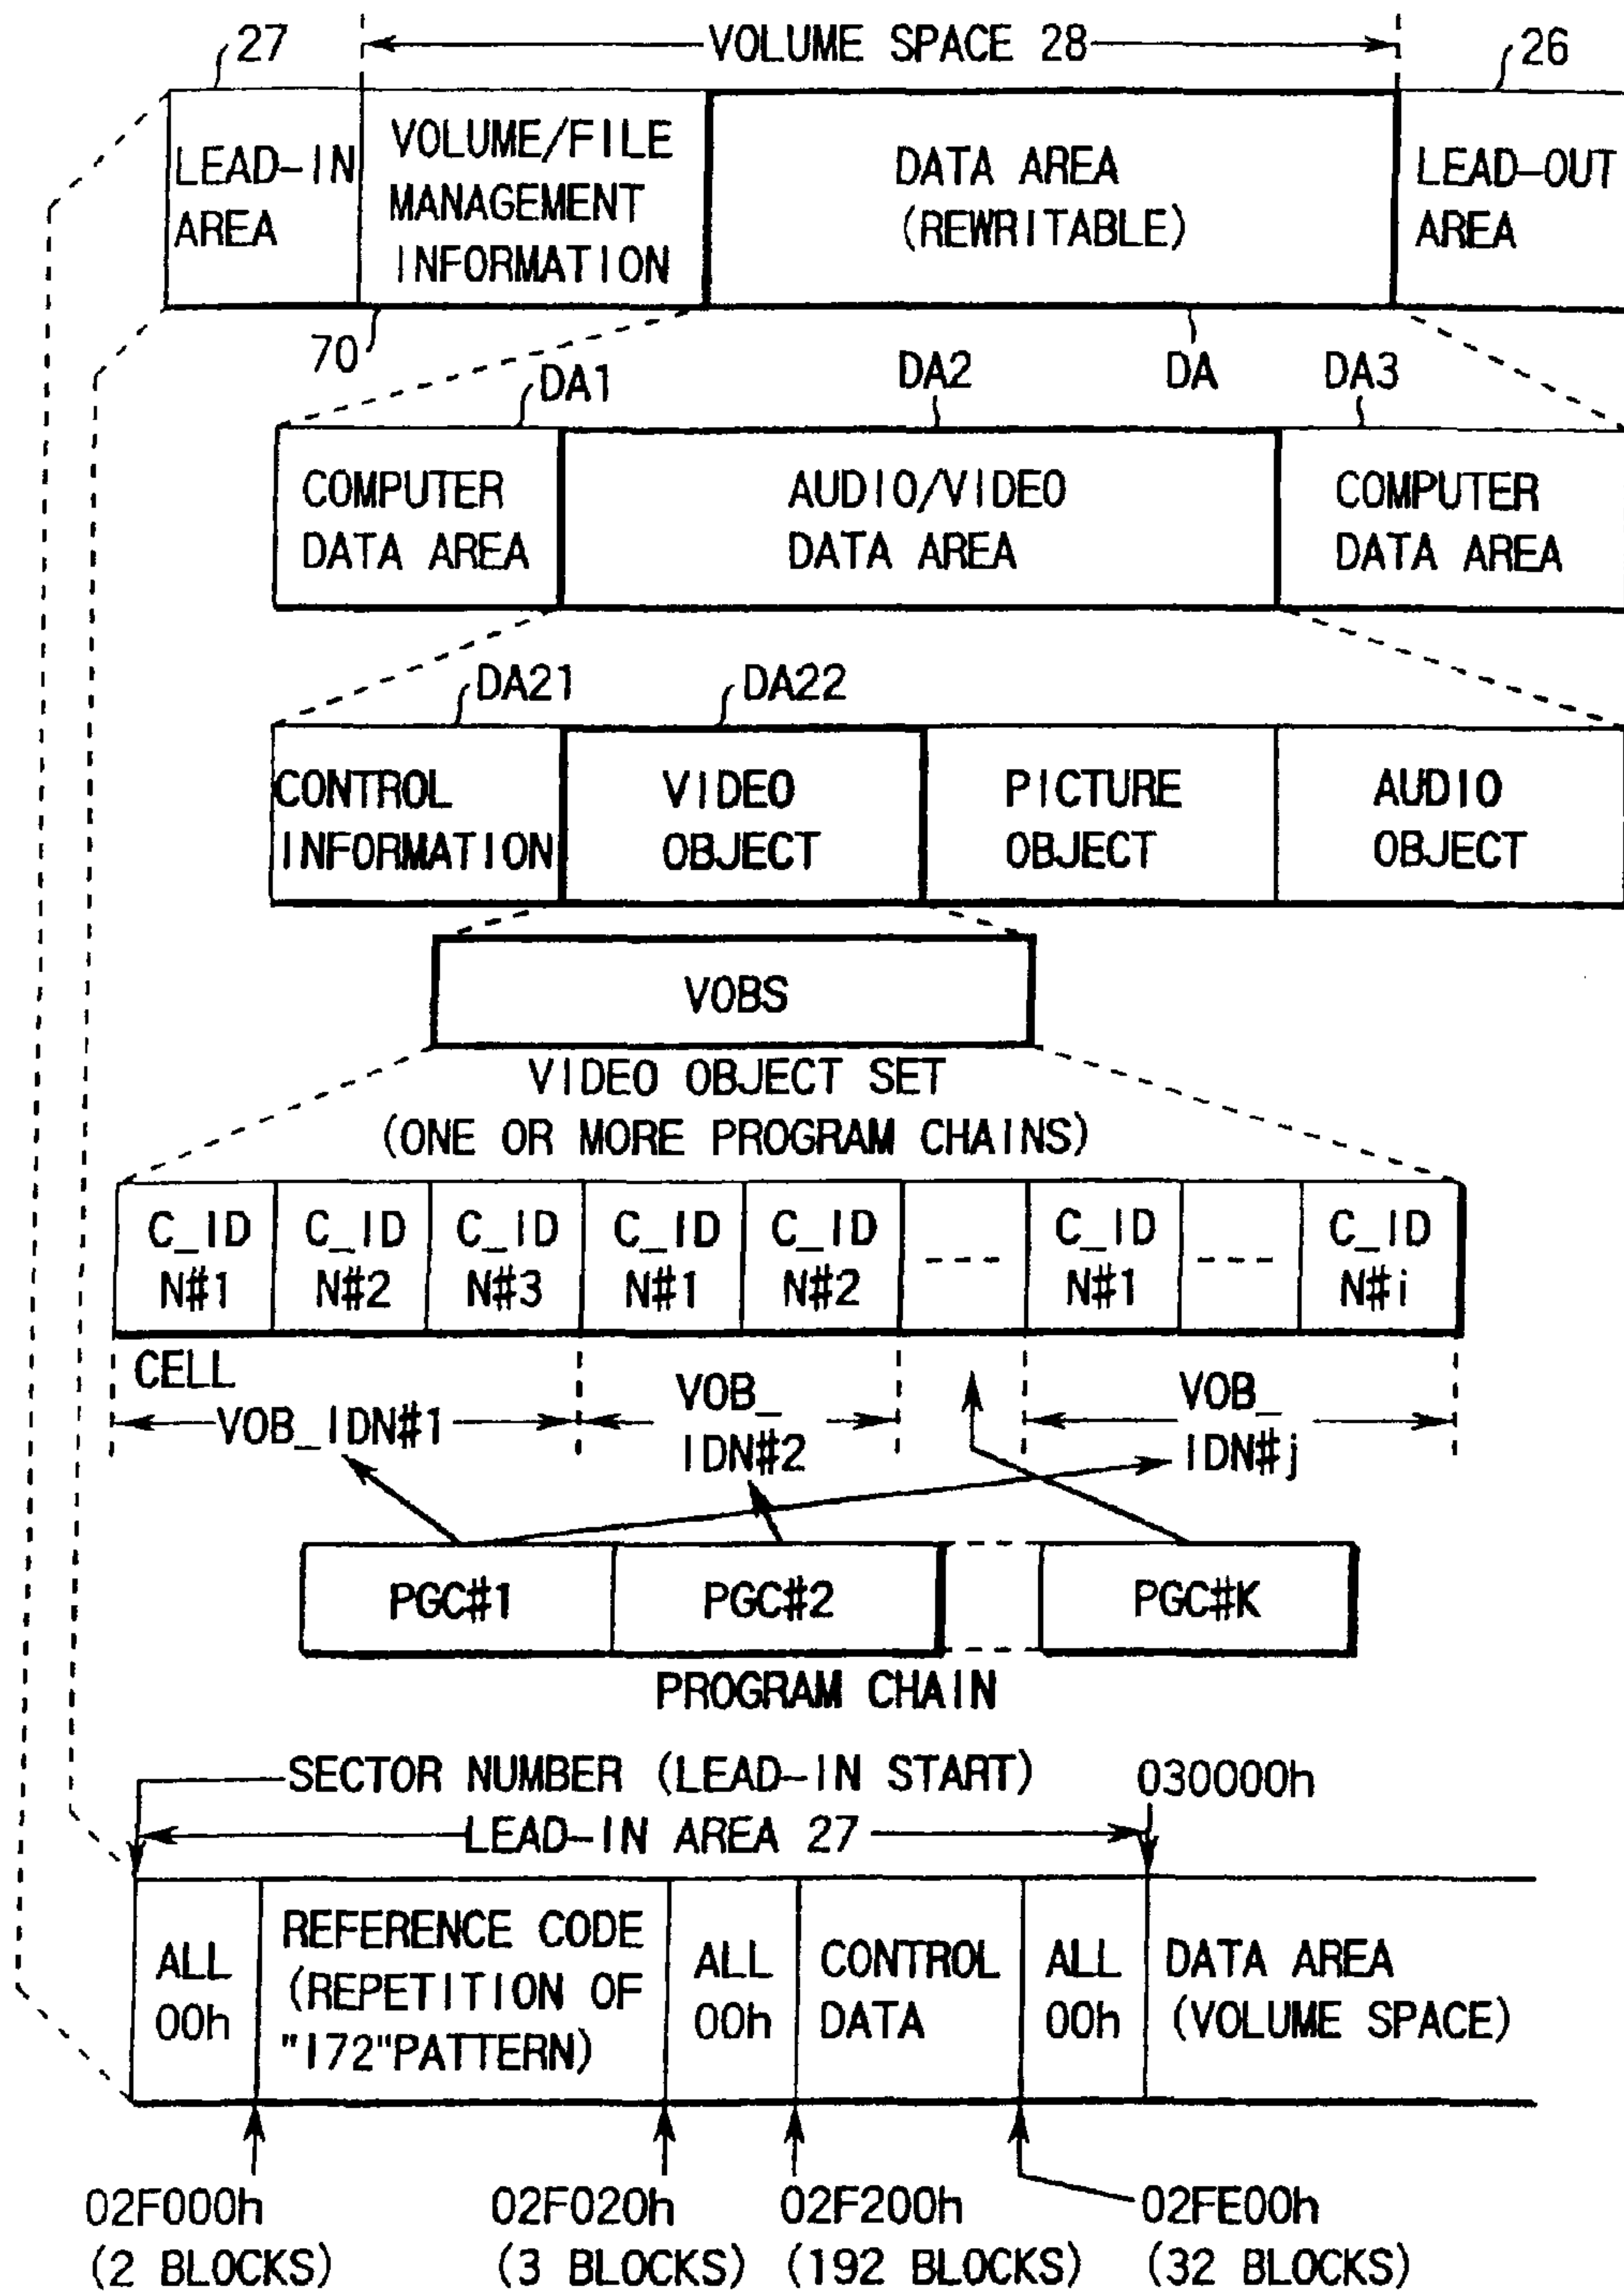 27
VOLUME SPACE 28
26
LEAD-IN
AREA
VOLUME/FILE
MANAGEMENT
INFORMATION
DATA AREA
(REWRITABLE)
LEAD-OUT
AREA
70
DA1
DA2
DA
DA3
COMPUTER
DATA AREA
AUDIO/VIDEO
DATA AREA
COMPUTER
DATA AREA
DA21
DA22
CONTROL
INFORMATION
VIDEO
OBJECT
PICTURE
OBJECT
AUDIO
OBJECT
VOBS
VIDEO OBJECT SET
(ONE OR MORE PROGRAM CHAINS)
C_ID
N#1
C_ID
N#2
C_ID
N#3
C_ID
N#1
C_ID
N#2
----
C_ID
N#1
----
C_ID
N#i
CELL
VOB_IDN#1
VOB_
IDN#2
VOB_
IDN#j
PGC#1
PGC#2
PGC#K
PROGRAM CHAIN
SECTOR NUMBER (LEAD-IN START)
030000h
LEAD-IN AREA 27
ALL
00h
REFERENCE CODE
(REPETITION OF
"172"PATTERN)
ALL
00h
CONTROL
DATA
ALL
00h
DATA AREA
(VOLUME SPACE)
02F000h
(2 BLOCKS)
02F020h
(3 BLOCKS)
02F200h
(192 BLOCKS)
02FE00h
(32 BLOCKS)